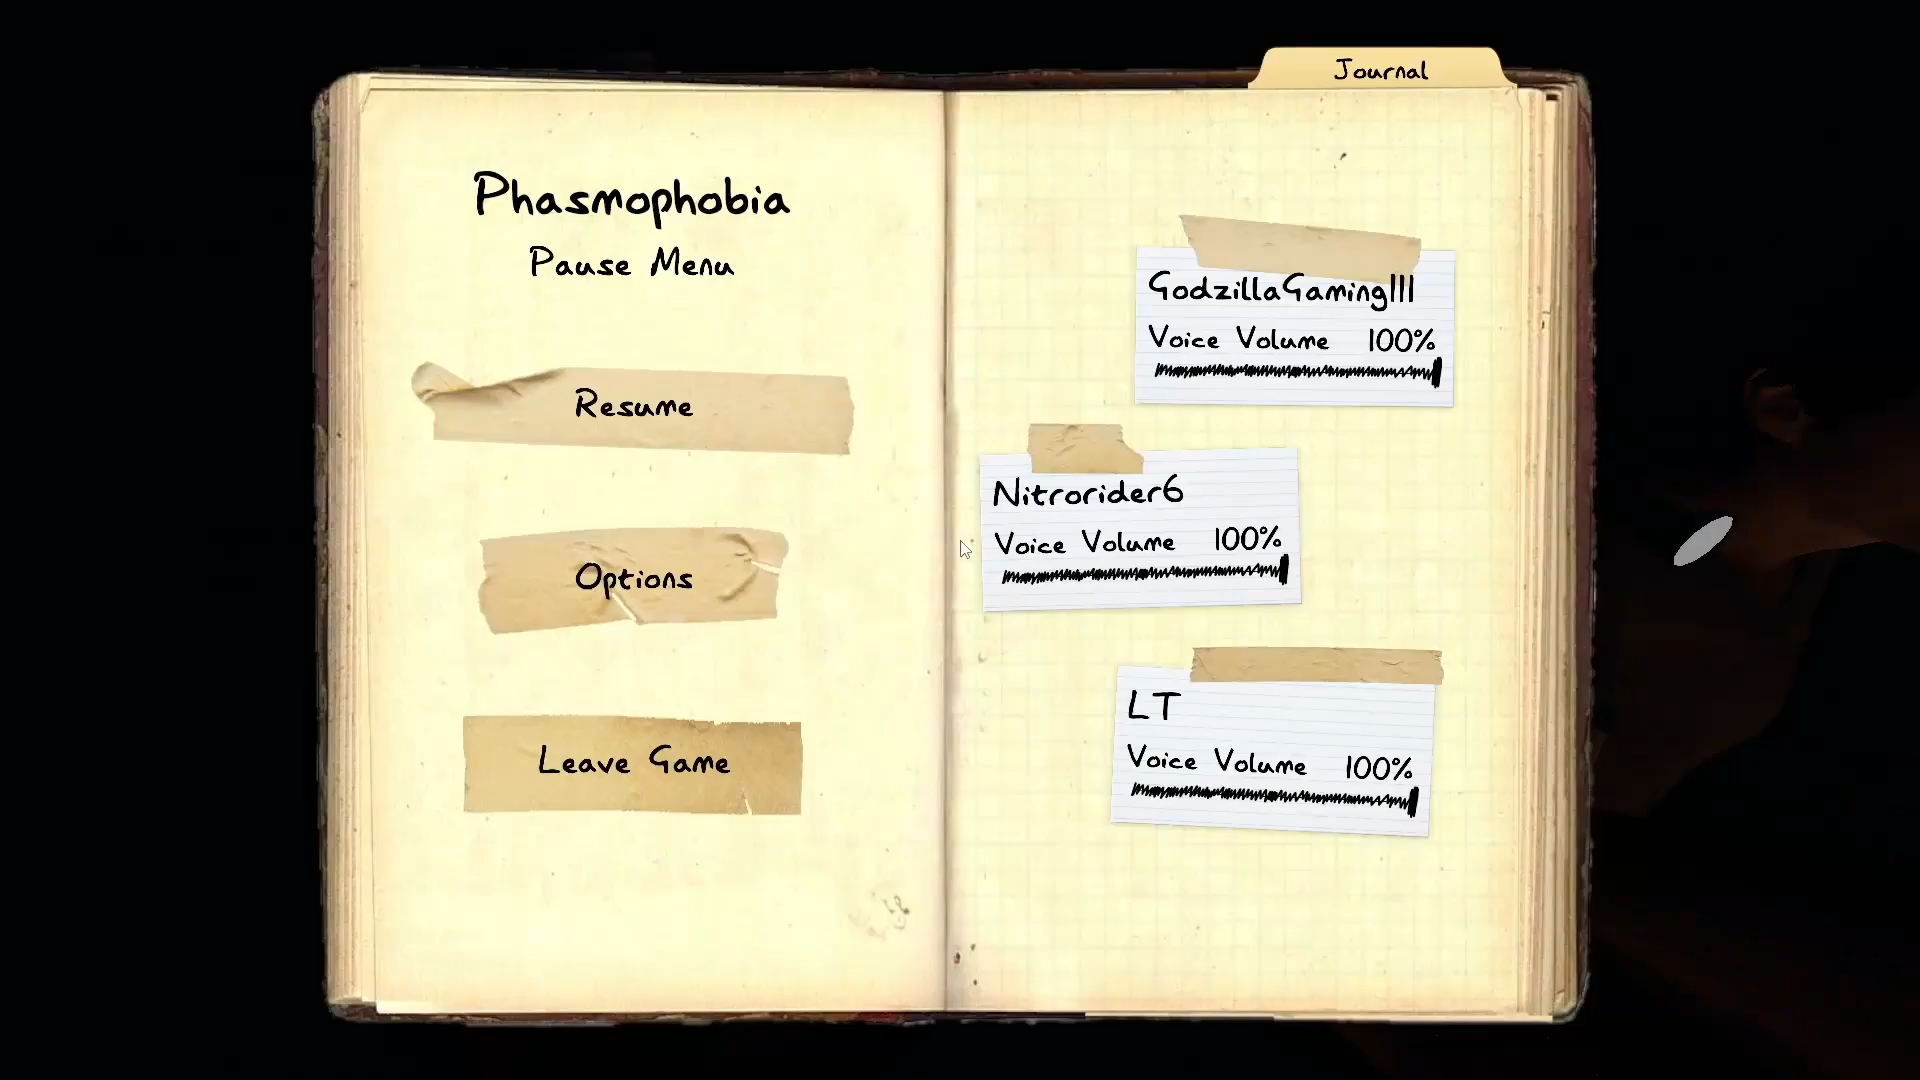 Journal
Phasmophobia
Pause Menu
Resume
Options
Leave Game
GodzillaGaming111
Voice Volume 100%
Nitrorider6
Voice Volume 100%
LT
Voice Volume 100%